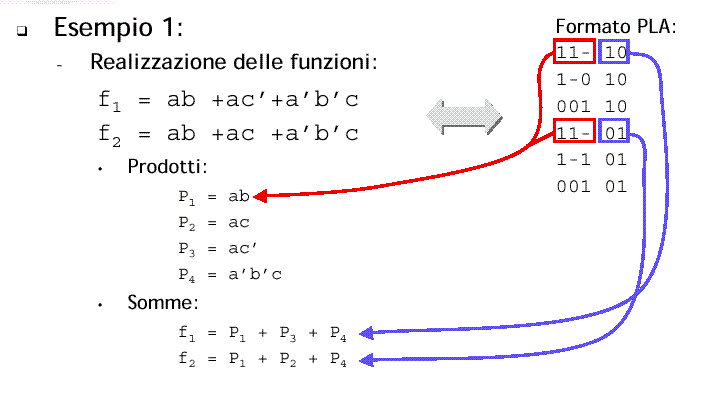 Esempio 1:
- Realizzazione delle funzioni:
f1 = ab +ac'+a'b'c
f2 = ab +ac +a'b'c
• Prodotti:
P1 = ab
P2 = ac
P3 = ac'
P4 = a'b'c
• Somme:
f1 = P1 + P3 + P4
f2 = P1 + P2 + P4
Formato PLA:
11- 10
1-0 10
001 10
11- 01
1-1 01
001 01